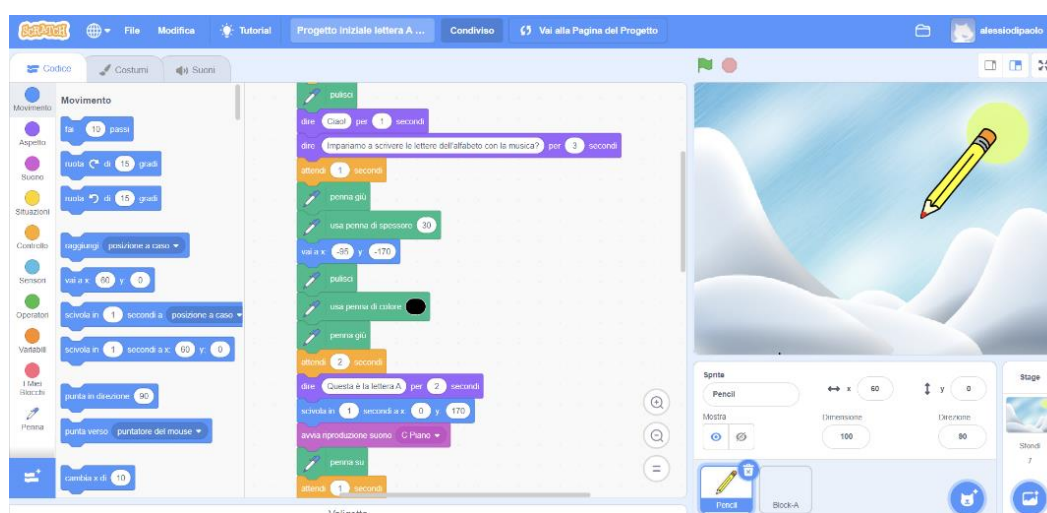 SCRATCH File Modifica Tutorial Progetto Iniziale lettera A ... Condiviso Vai alla Pagina del Progetto alessiodipaolo
Codice Costumi Suoni
Movimento
Aspetto
Suono
Situazioni
Controllo
Sensori
Operatori
Variabili
I Miei
Blocchi
Penna
Movimento
fai 10 passi
ruota di 15 gradi
ruota di 15 gradi
raggiungi posizione a caso
vai a x: 60 y: 0
scivola in 1 secondi a posizione a caso
scivola in 1 secondi a x: 60 y: 0
punta in direzione 90
punta verso puntatore del mouse
cambia x di 10
pulisci
dire Ciao! per 1 secondi
dire Impariamo a scrivere le lettere dell'alfabeto con la musica? per 3 secondi
attendi 1 secondi
penna giù
usa penna di spessore 30
vai a x: -95 y: -170
pulisci
usa penna di colore
penna giù
attendi 2 secondi
dire Questa è la lettera A per 2 secondi
scivola in 1 secondi a x: 0 y: 170
avvia riproduzione suono C Piano
penna su
attendi 1 secondi
Sprite
Pencil x 60 y 0
Mostra Dimensione Direzione
100 90
Pencil Block-A
Stage
Sfondi
7